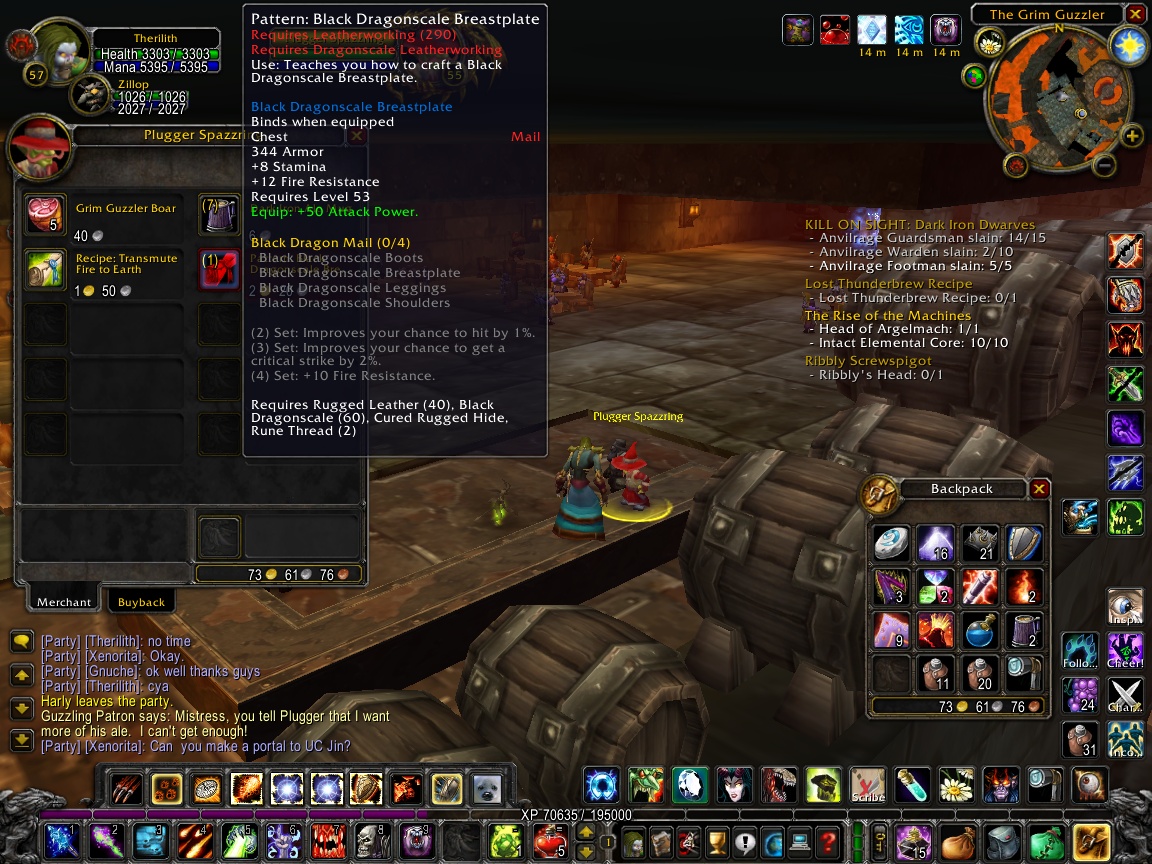 Therilith
Health 3303 / 3303
Mana 5395 / 5395
57
Zillop
1026 / 1026
2027 / 2027
Plugger Spazzri
Grim Guzzler Boar
5
40
(7)
Recipe: Transmute
Fire to Earth
1 50
(1)
73 61 76
Merchant
Buyback
Pattern: Black Dragonscale Breastplate
Requires Leatherworking (290)
Requires Dragonscale Leatherworking
Use: Teaches you how to craft a Black
Dragonscale Breastplate.
55
Black Dragonscale Breastplate
Binds when equipped
Chest Mail
344 Armor
+8 Stamina
+12 Fire Resistance
Requires Level 53
Equip: +50 Attack Power.
Black Dragon Mail (0/4)
Black Dragonscale Boots
Black Dragonscale Breastplate
Black Dragonscale Leggings
Black Dragonscale Shoulders
(2) Set: Improves your chance to hit by 1%.
(3) Set: Improves your chance to get a
critical strike by 2%.
(4) Set: +10 Fire Resistance.
Requires Rugged Leather (40), Black
Dragonscale (60), Cured Rugged Hide,
Rune Thread (2)
14 m 14 m 14 m
The Grim Guzzler
N
KILL ON SIGHT: Dark Iron Dwarves
- Anvilrage Guardsman slain: 14/15
- Anvilrage Warden slain: 2/10
- Anvilrage Footman slain: 5/5
Lost Thunderbrew Recipe
- Lost Thunderbrew Recipe: 0/1
The Rise of the Machines
- Head of Argelmach: 1/1
- Intact Elemental Core: 10/10
Ribbly Screwspigot
- Ribbly's Head: 0/1
Plugger Spazzring
Backpack
16 21
3 2 2
9 2
11 20
73 61 76
Inspe
Follo... Cheer!
24 Char...
31 Inco...
[Party] [Therilith]: no time
[Party] [Xenorita]: Okay.
[Party] [Gnuche]: ok well thanks guys
[Party] [Therilith]: cya
Harly leaves the party.
Guzzling Patron says: Mistress, you tell Plugger that I want
more of his ale. I can't get enough!
[Party] [Xenorita]: Can you make a portal to UC Jin?
Scribe
XP 70635 / 195000
1 2 3 4 5 6 7 8 9 = 5
1
15